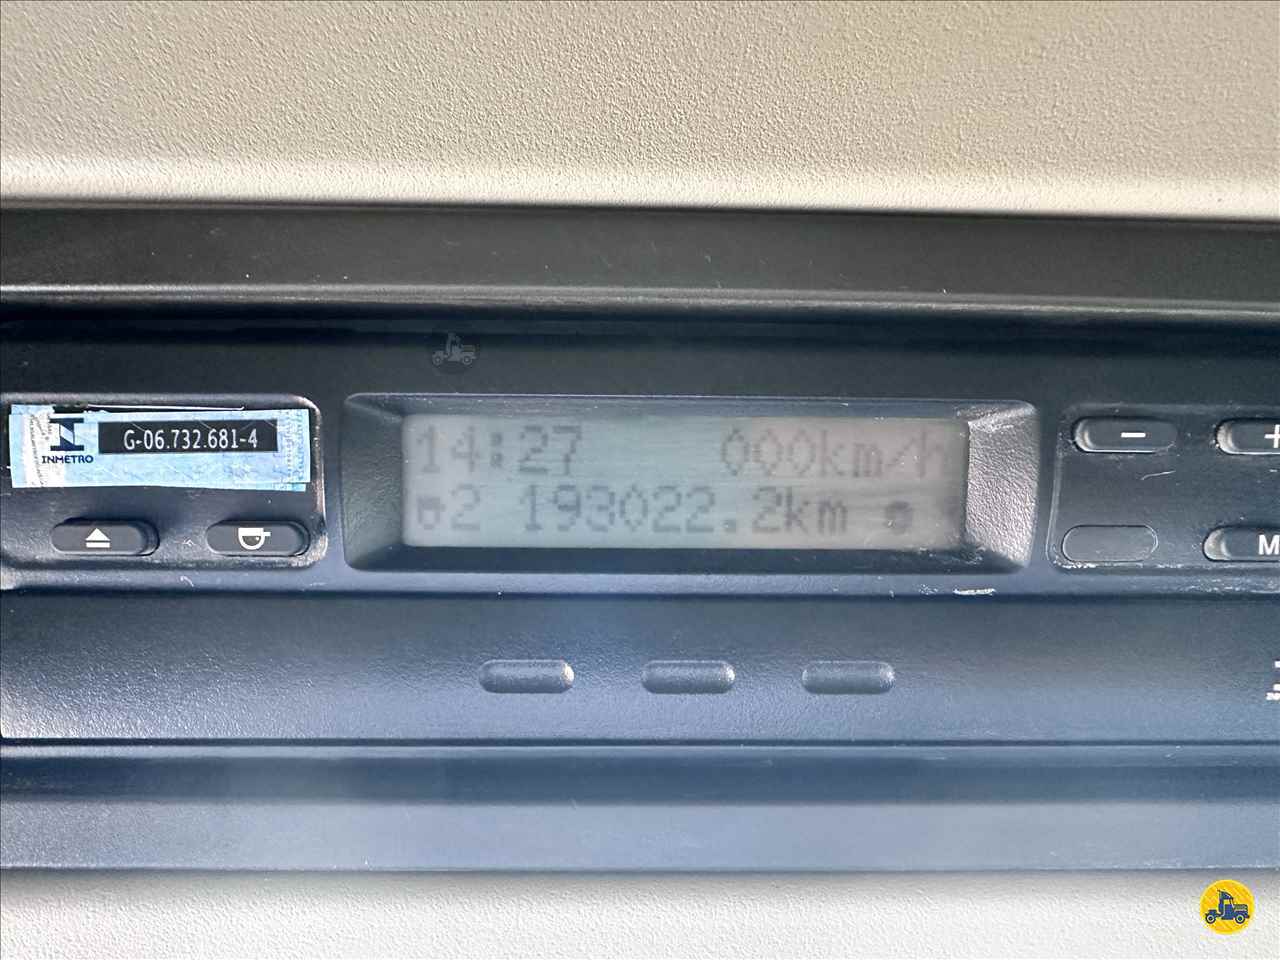 INMETRO
G-06.732.681-4
14:27 000km/h
2 193022.2km
- +
M